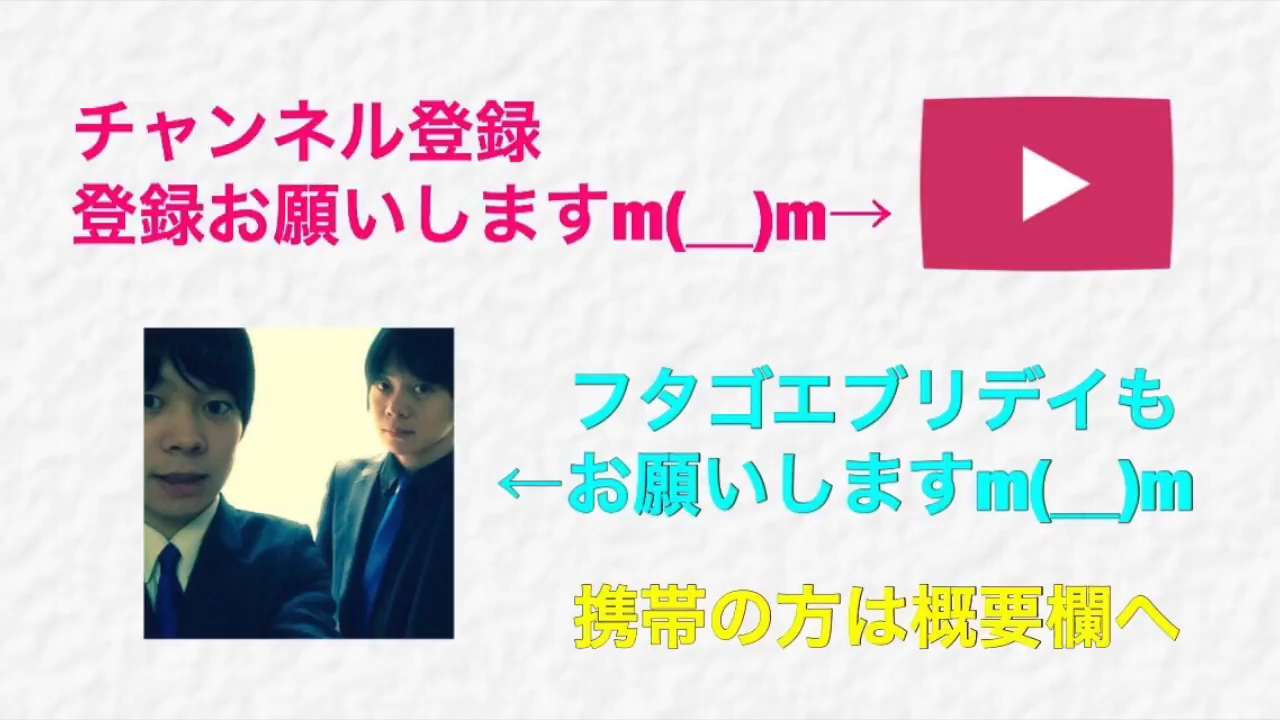 チャンネル登録
登録お願いしますm(__)m→
フタゴエブリデイも
←お願いしますm(__)m
携帯の方は概要欄へ